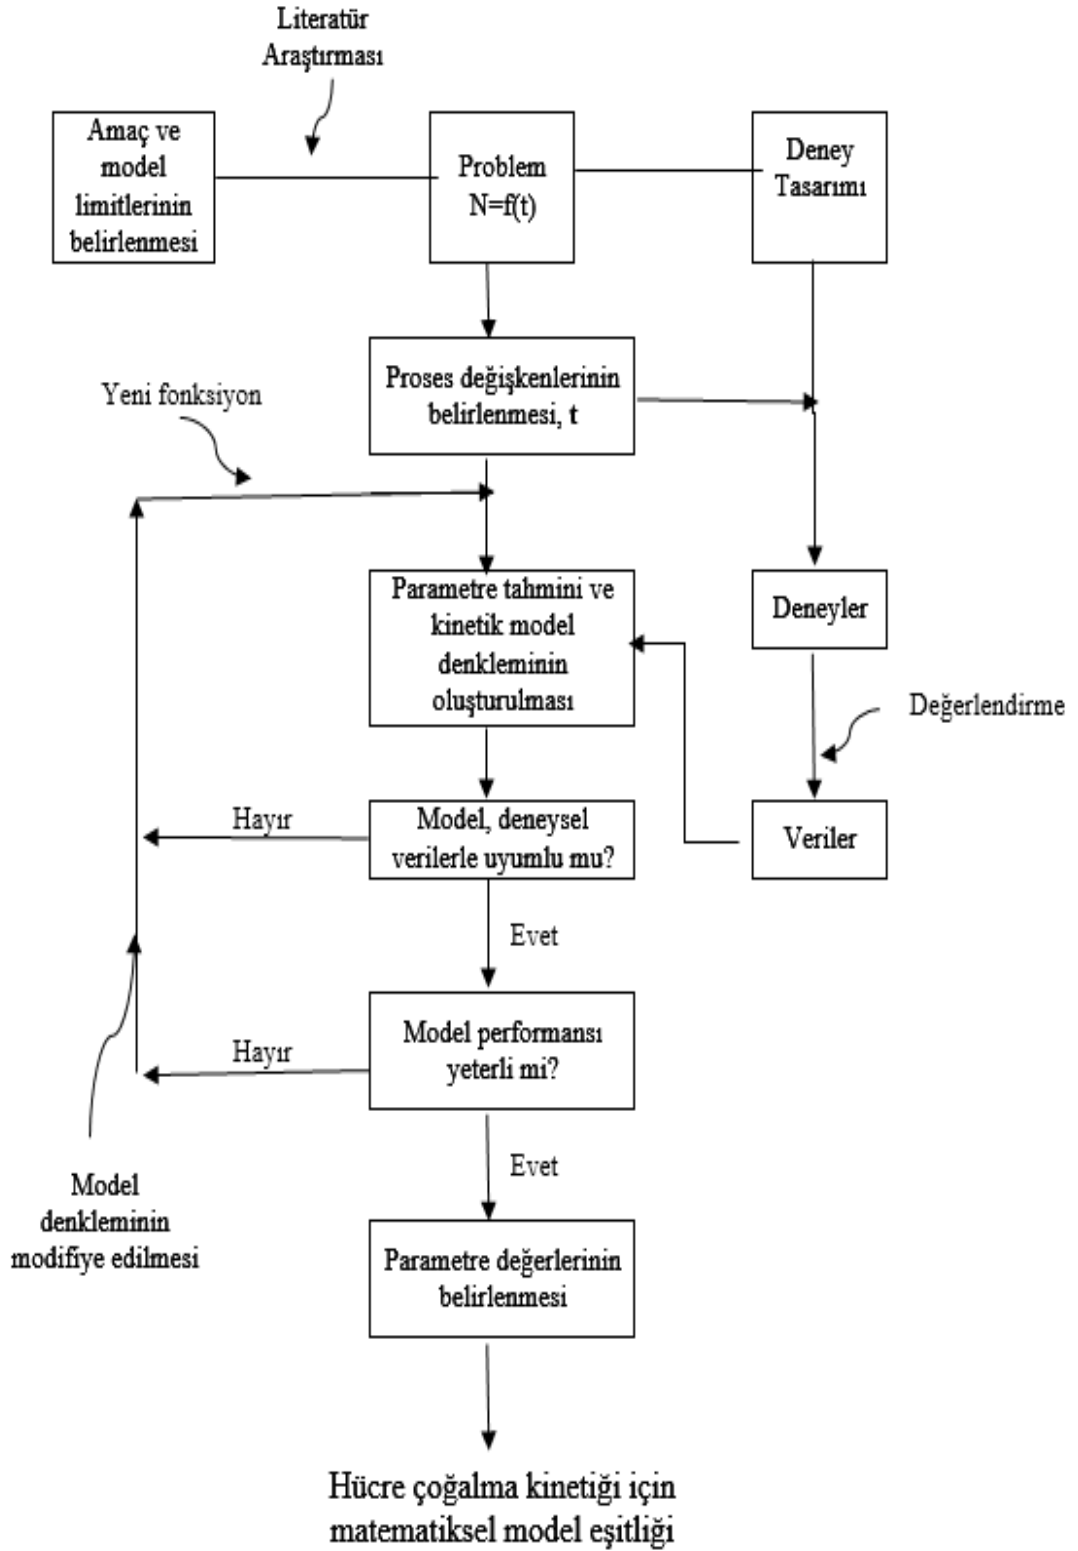 Literatür
Araştırması
Amaç ve
model
limitlerinin
belirlenmesi
Problem
N=f(t)
Deney
Tasarımı
Proses değişkenlerinin
belirlenmesi, t
Yeni fonksiyon
Parametre tahmini ve
kinetik model
denkleminin
oluşturulması
Deneyler
Değerlendirme
Veriler
Model, deneysel
verilerle uyumlu mu?
Hayır
Evet
Model performansı
yeterli mi?
Hayır
Evet
Model
denkleminin
modifiye edilmesi
Parametre değerlerinin
belirlenmesi
Hücre çoğalma kinetiği için
matematiksel model eşitliği